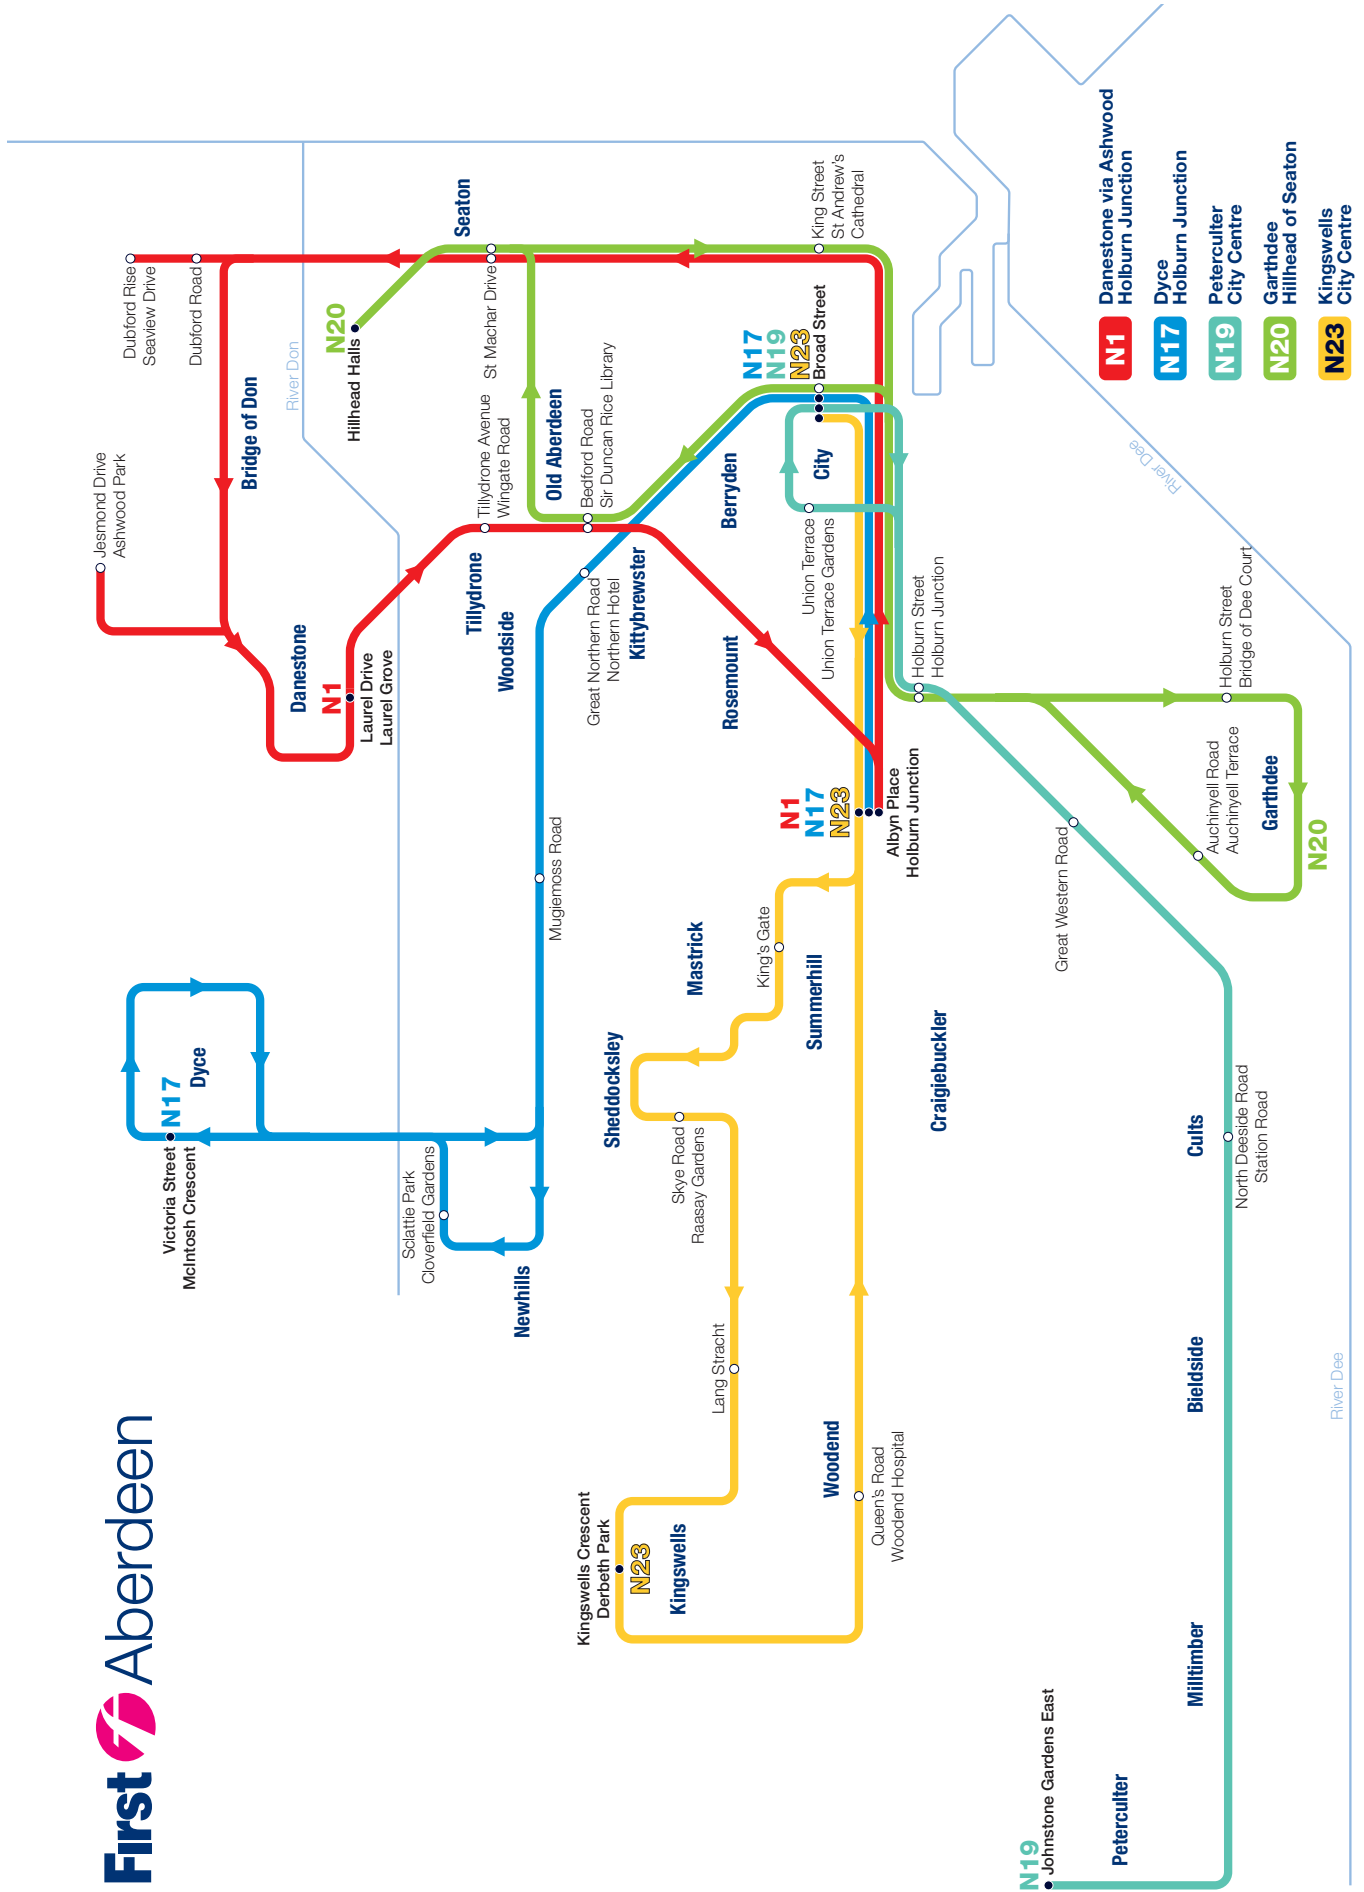 First Aberdeen
Jesmond Drive
Ashwood Park
Dubford Rise
Seaview Drive
Dubford Road
Bridge of Don
River Don
N20
Hillhead Halls
Seaton
St Machar Drive
Danestone
N1
Laurel Drive
Laurel Grove
Tillydrone
Tillydrone Avenue
Wingate Road
Old Aberdeen
Bedford Road
Sir Duncan Rice Library
Woodside
Great Northern Road
Northern Hotel
Kittybrewster
Berryden
Rosemount
City
N17
N19
N23
Broad Street
King Street
St Andrew's
Cathedral
Union Terrace
Union Terrace Gardens
Victoria Street
McIntosh Crescent
N17
Dyce
Sclattie Park
Cloverfield Gardens
Newhills
Mugiemoss Road
N1
N17
N23
Albyn Place
Holburn Junction
Holburn Street
Holburn Junction
Mastrick
King's Gate
Summerhill
Sheddocksley
Skye Road
Raasay Gardens
Lang Stracht
Kingswells Crescent
Derbeth Park
N23
Kingswells
Woodend
Queen's Road
Woodend Hospital
Craigiebuckler
Great Western Road
Holburn Street
Bridge of Dee Court
Auchinyell Road
Auchinyell Terrace
Garthdee
N20
Cults
North Deeside Road
Station Road
Bieldside
Milltimber
Peterculter
N19
Johnstone Gardens East
River Dee
River Dee
N1 Danestone via Ashwood
Holburn Junction
N17 Dyce
Holburn Junction
N19 Peterculter
City Centre
N20 Garthdee
Hillhead of Seaton
N23 Kingswells
City Centre